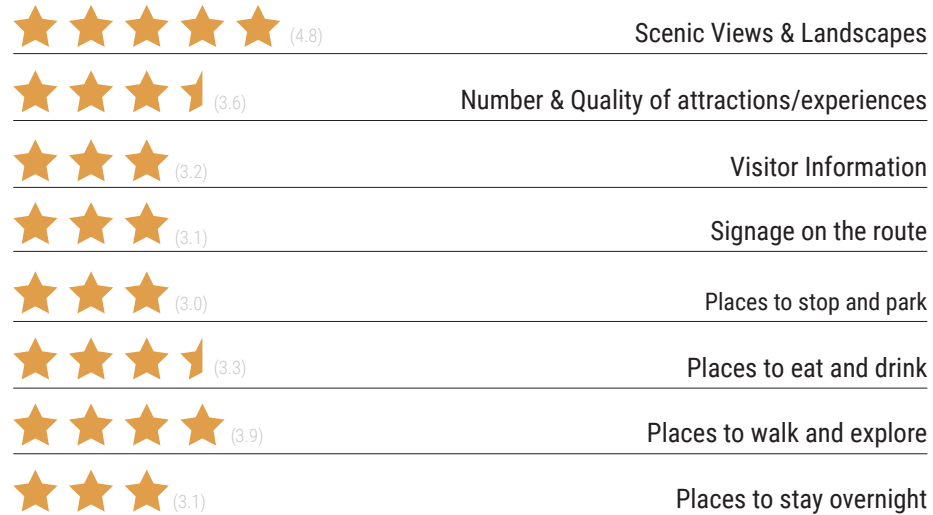 (4.8) Scenic Views & Landscapes
(3.6) Number & Quality of attractions/experiences
(3.2) Visitor Information
(3.1) Signage on the route
(3.0) Places to stop and park
(3.3) Places to eat and drink
(3.9) Places to walk and explore
(3.1) Places to stay overnight